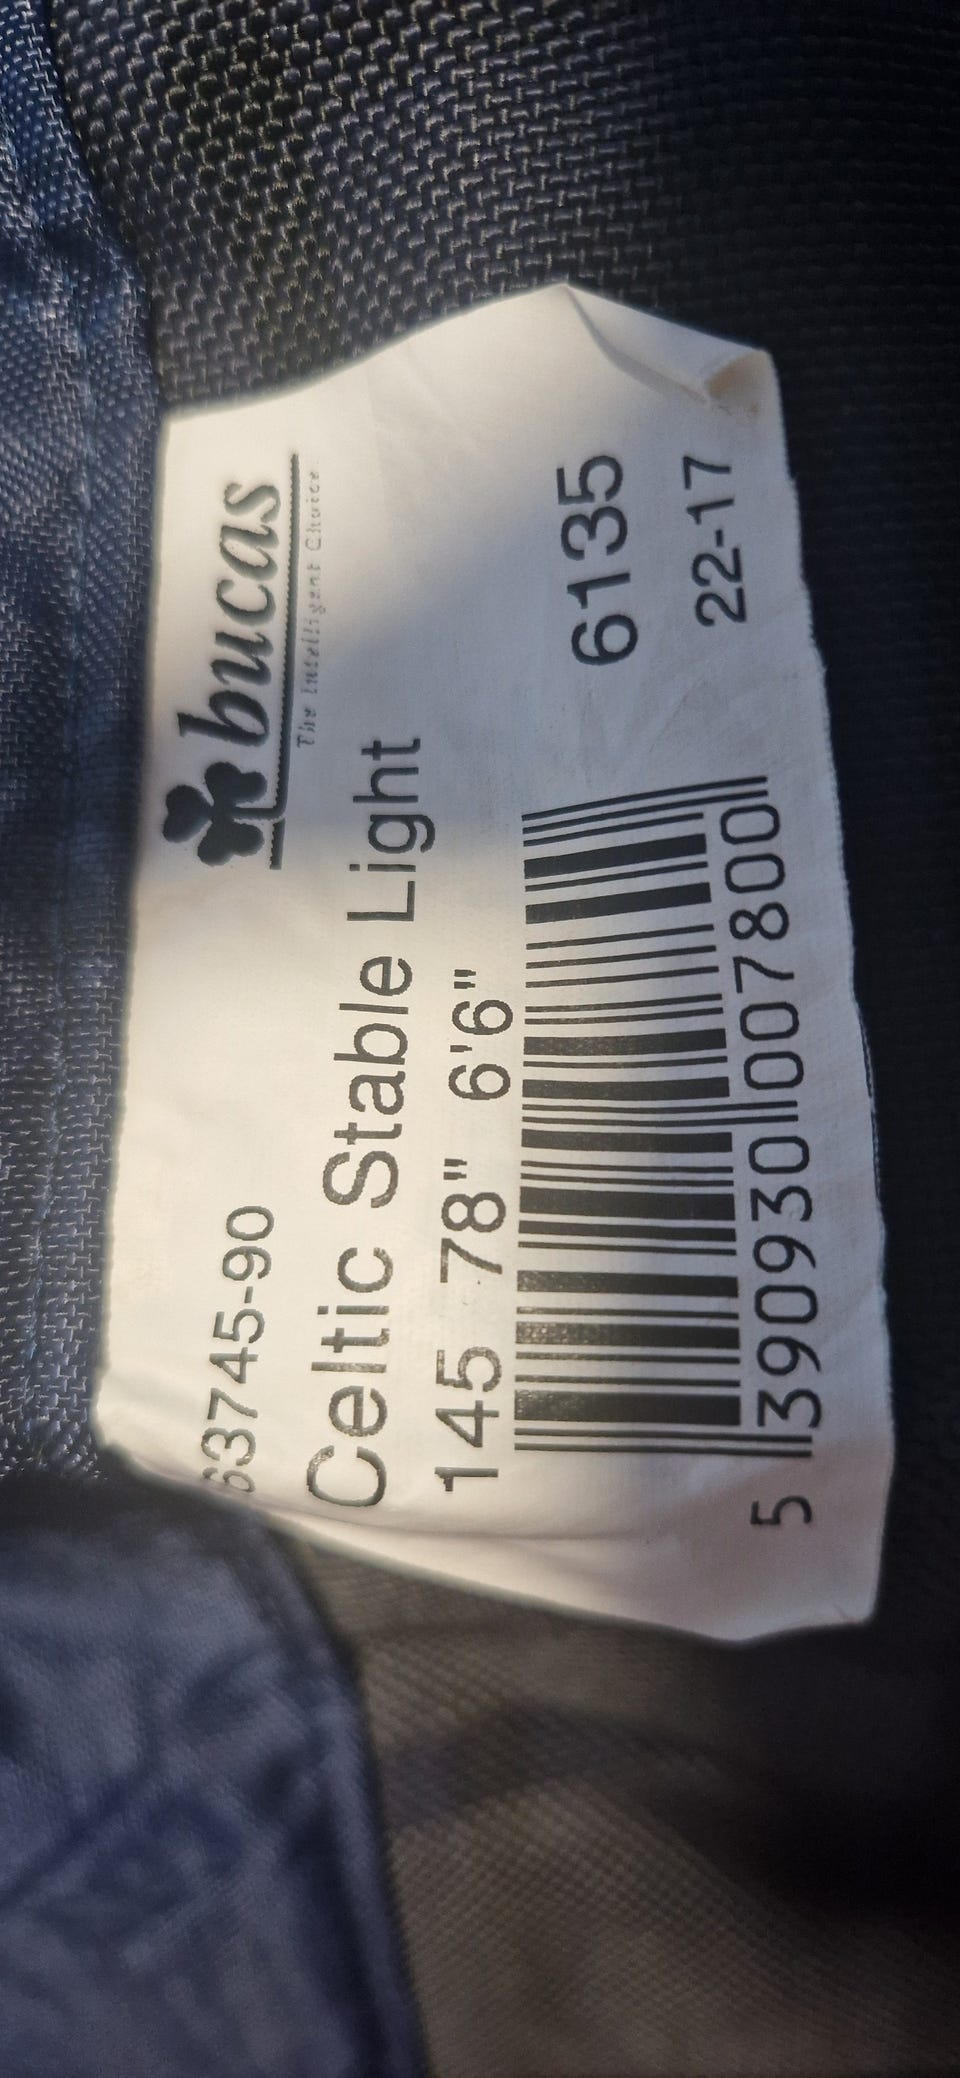 bucas
The Intelligent Choice
63745-90
Celtic Stable Light
145 78" 6'6"
6135
22-17
5 390930 007800